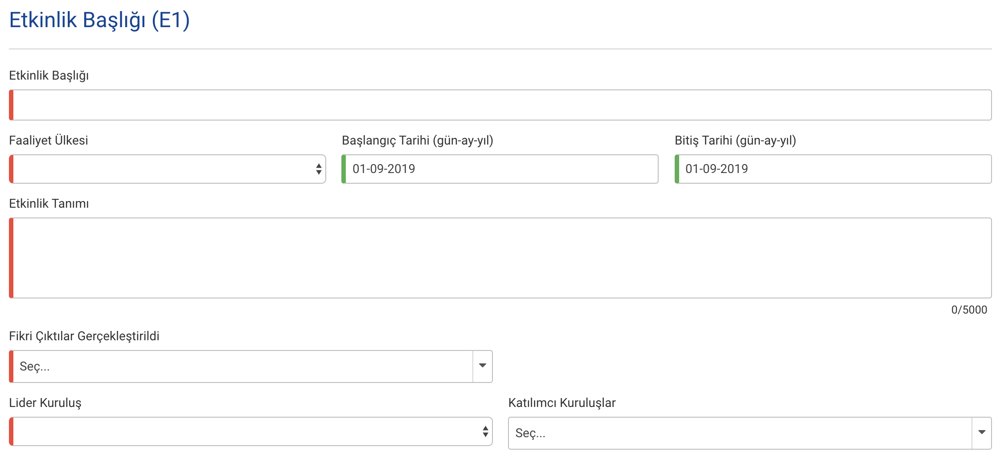 Etkinlik Başlığı (E1)
Etkinlik Başlığı
Faaliyet Ülkesi
Başlangıç Tarihi (gün-ay-yıl)
Bitiş Tarihi (gün-ay-yıl)
01-09-2019
01-09-2019
Etkinlik Tanımı
0/5000
Fikri Çıktılar Gerçekleştirildi
Seç...
Lider Kuruluş
Katılımcı Kuruluşlar
Seç...